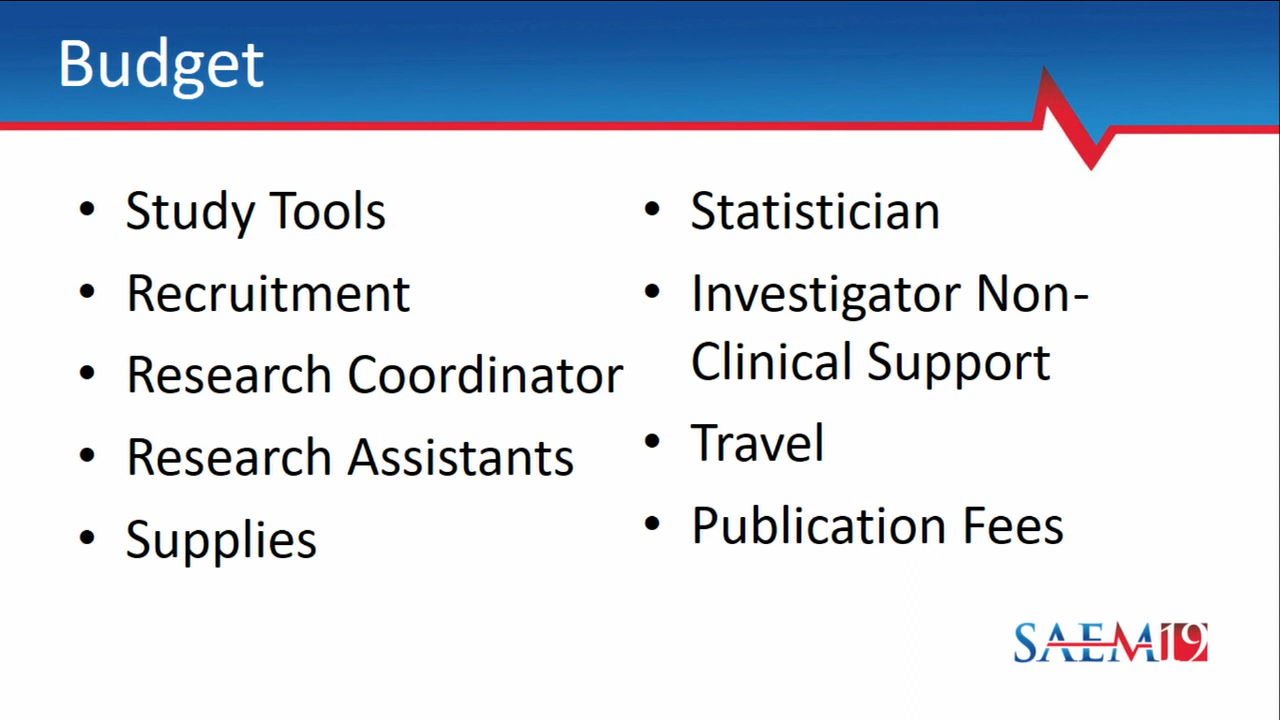 Budget
• Study Tools
• Recruitment
• Research Coordinator
• Research Assistants
• Supplies
• Statistician
• Investigator Non-
Clinical Support
• Travel
• Publication Fees
SAEM19